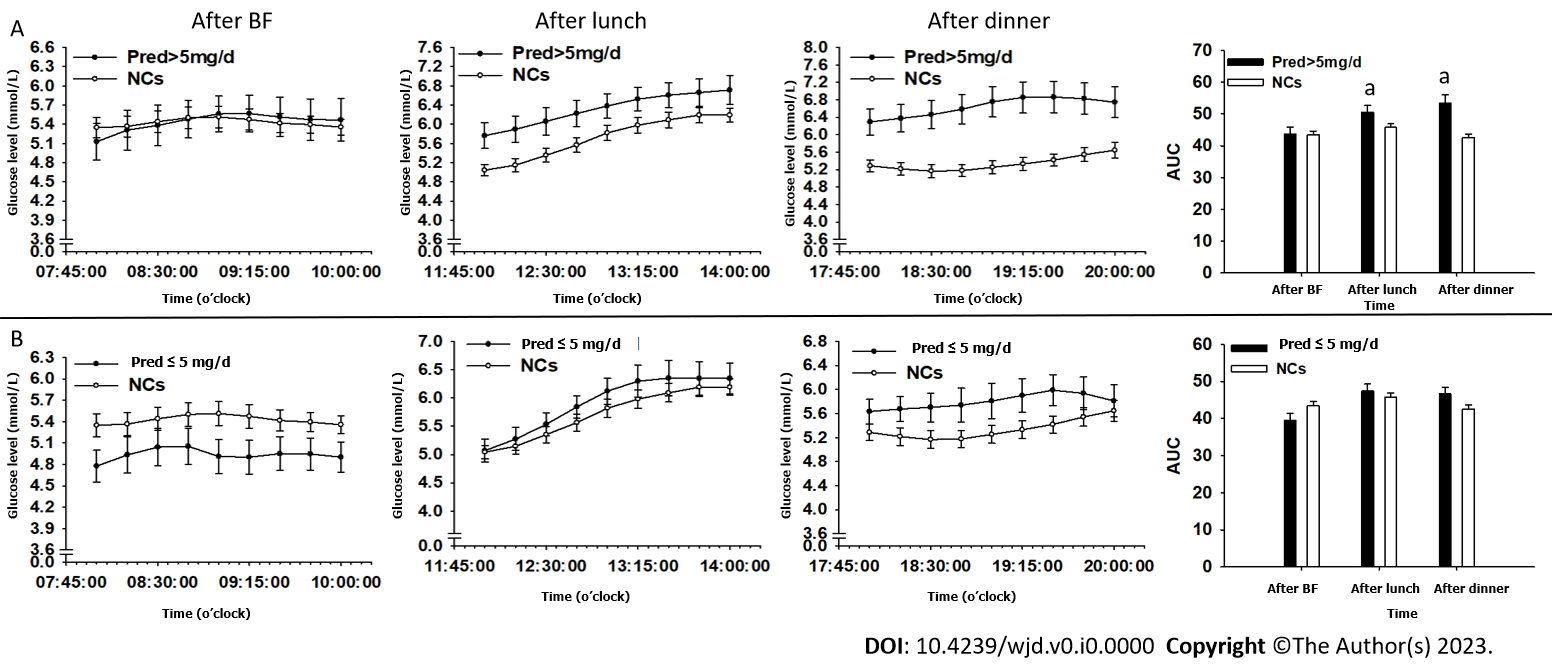 A
After BF
After lunch
After dinner
Pred>5mg/d
NCs
Glucose level (mmol/L)
6.6
6.3
6.0
5.7
5.4
5.1
4.8
4.5
4.2
3.9
3.6
0.0
07:45:00
08:30:00
09:15:00
10:00:00
Time (o'clock)
Pred>5mg/d
NCs
Glucose level (mmol/L)
7.6
7.2
6.8
6.4
6.0
5.6
5.2
4.8
4.4
4.0
3.6
0.0
11:45:00
12:30:00
13:15:00
14:00:00
Time (o'clock)
Pred>5mg/d
NCs
Glucose level (mmol/L)
8.0
7.6
7.2
6.8
6.4
6.0
5.6
5.2
4.8
4.4
4.0
3.6
0.0
17:45:00
18:30:00
19:15:00
20:00:00
Time (o'clock)
Pred>5mg/d
NCs
a
a
AUC
70
60
50
40
30
20
10
0
After BF
After lunch
After dinner
Time
B
Pred ≤ 5 mg/d
NCs
Glucose level (mmol/L)
6.3
6.0
5.7
5.4
5.1
4.8
4.5
4.2
3.9
3.6
0.0
07:45:00
08:30:00
09:15:00
10:00:00
Time (o'clock)
Pred ≤ 5 mg/d
NCs
Glucose level (mmol/L)
7.0
6.0
5.0
4.0
0.0
11:45:00
12:30:00
13:15:00
14:00:00
Time (o'clock)
Pred ≤ 5 mg/d
NCs
Glucose level (mmol/L)
6.8
6.4
6.0
5.6
5.2
4.8
4.4
4.0
3.6
0.0
17:45:00
18:30:00
19:15:00
20:00:00
Time (o'clock)
Pred ≤ 5 mg/d
NCs
AUC
60
50
40
30
20
10
0
After BF
After lunch
After dinner
Time
DOI: 10.4239/wjd.v0.i0.0000 Copyright ©The Author(s) 2023.